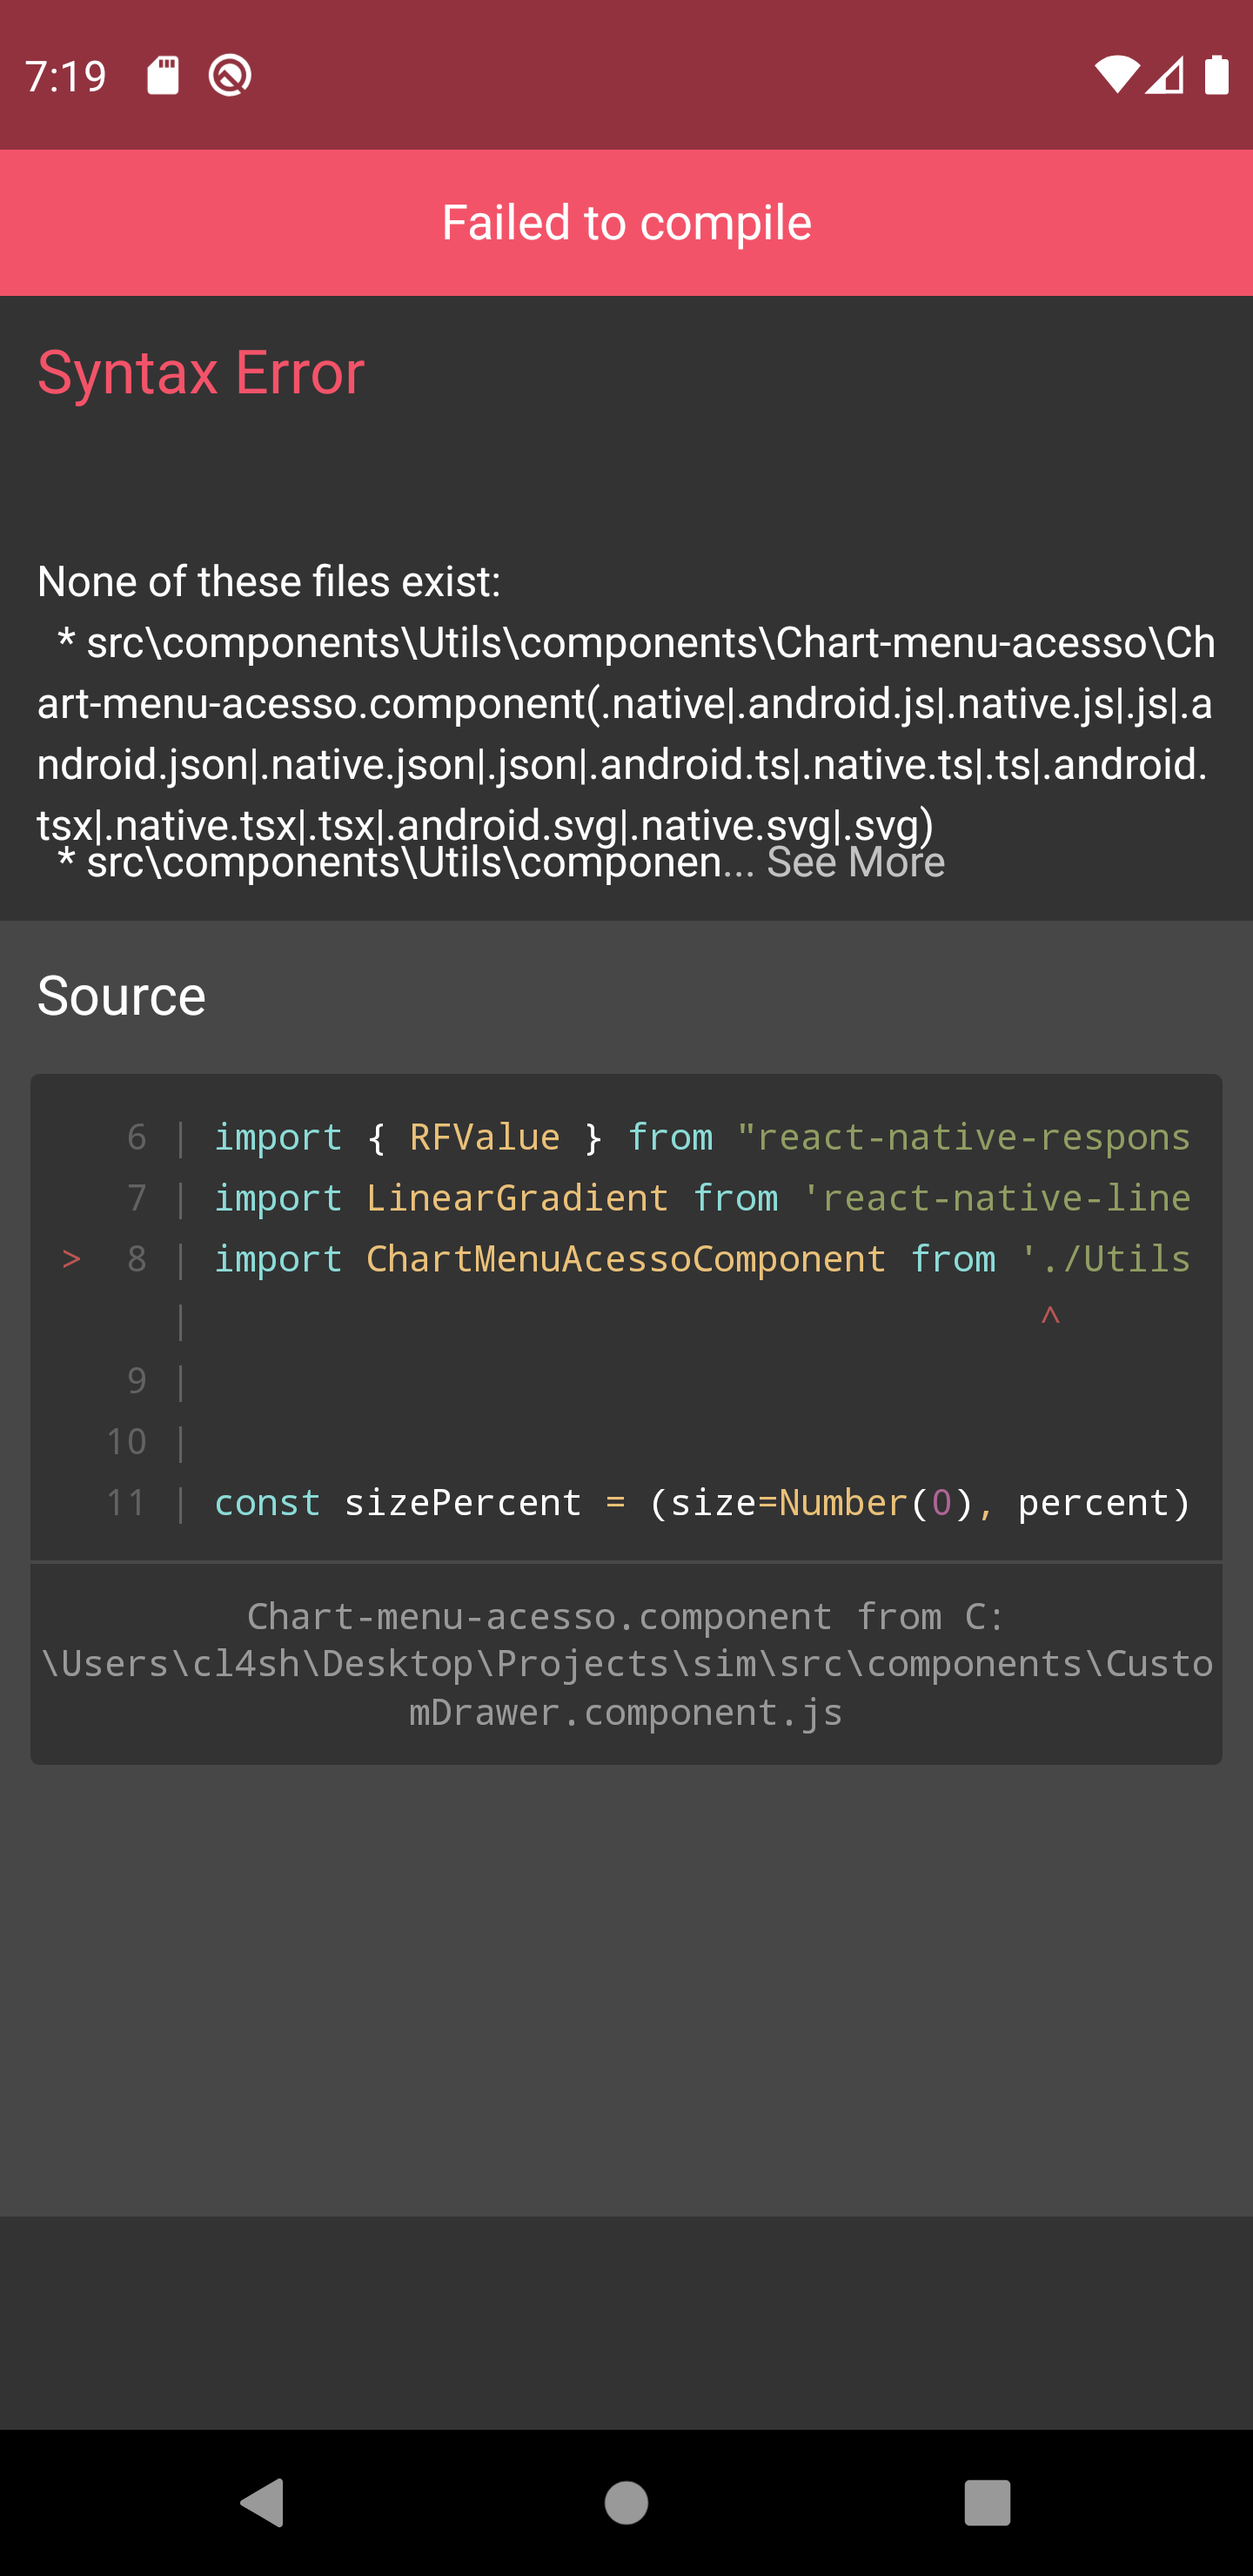 7:19
Failed to compile
Syntax Error
None of these files exist:
* src\components\Utils\components\Chart-menu-acesso\Ch
art-menu-acesso.component(.native|.android.js|.native.js|.js|.a
ndroid.json|.native.json|.json|.android.ts|.native.ts|.ts|.android.
tsx|.native.tsx|.tsx|.android.svg|.native.svg|.svg)
* src\components\Utils\componen... See More
Source
6 | import { RFValue } from "react-native-respons
7 | import LinearGradient from 'react-native-line
> 8 | import ChartMenuAcessoComponent from './Utils
| ^
9 |
10 |
11 | const sizePercent = (size=Number(0), percent)
Chart-menu-acesso.component from C:
\Users\cl4sh\Desktop\Projects\sim\src\components\Custo
mDrawer.component.js